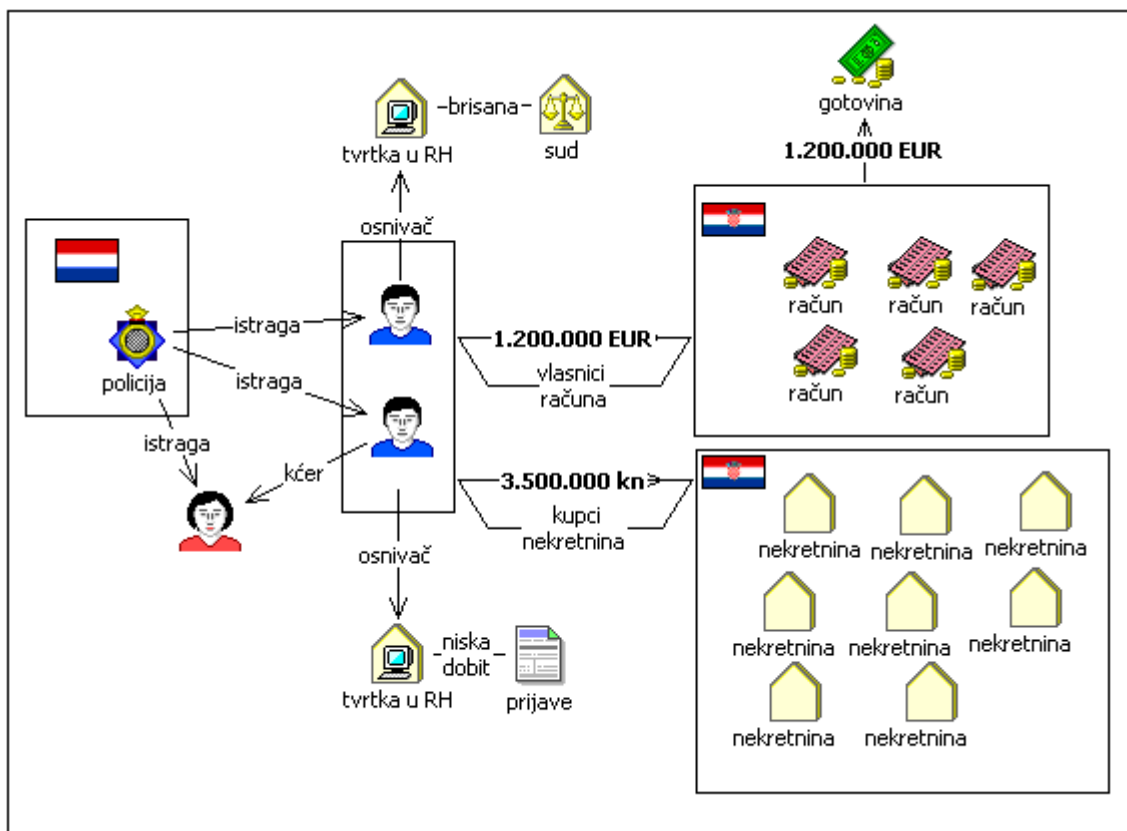 gotovina
1.200.000 EUR
brisana
tvrtka u RH
sud
osnivač
policija
istraga
istraga
istraga
kćer
1.200.000 EUR
vlasnici
računa
račun
račun
račun
račun
račun
3.500.000 kn
kupci
nekretnina
nekretnina
nekretnina
nekretnina
nekretnina
nekretnina
nekretnina
nekretnina
nekretnina
osnivač
niska
dobit
tvrtka u RH
prijave